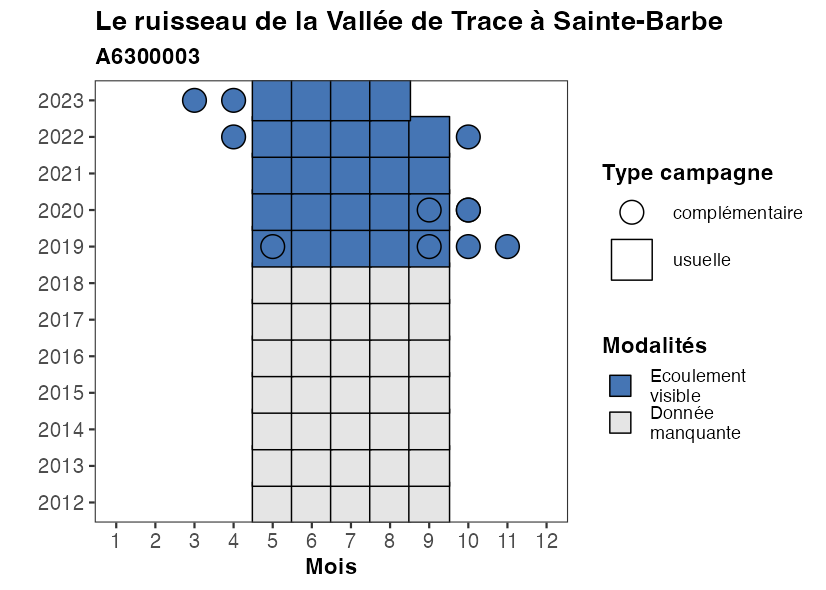 Le ruisseau de la Vallée de Trace à Sainte-Barbe
A6300003
2023
2022
2021
2020
2019
2018
2017
2016
2015
2014
2013
2012
1 2 3 4 5 6 7 8 9 10 11 12
Mois
Type campagne
complémentaire
usuelle
Modalités
Ecoulement
visible
Donnée
manquante